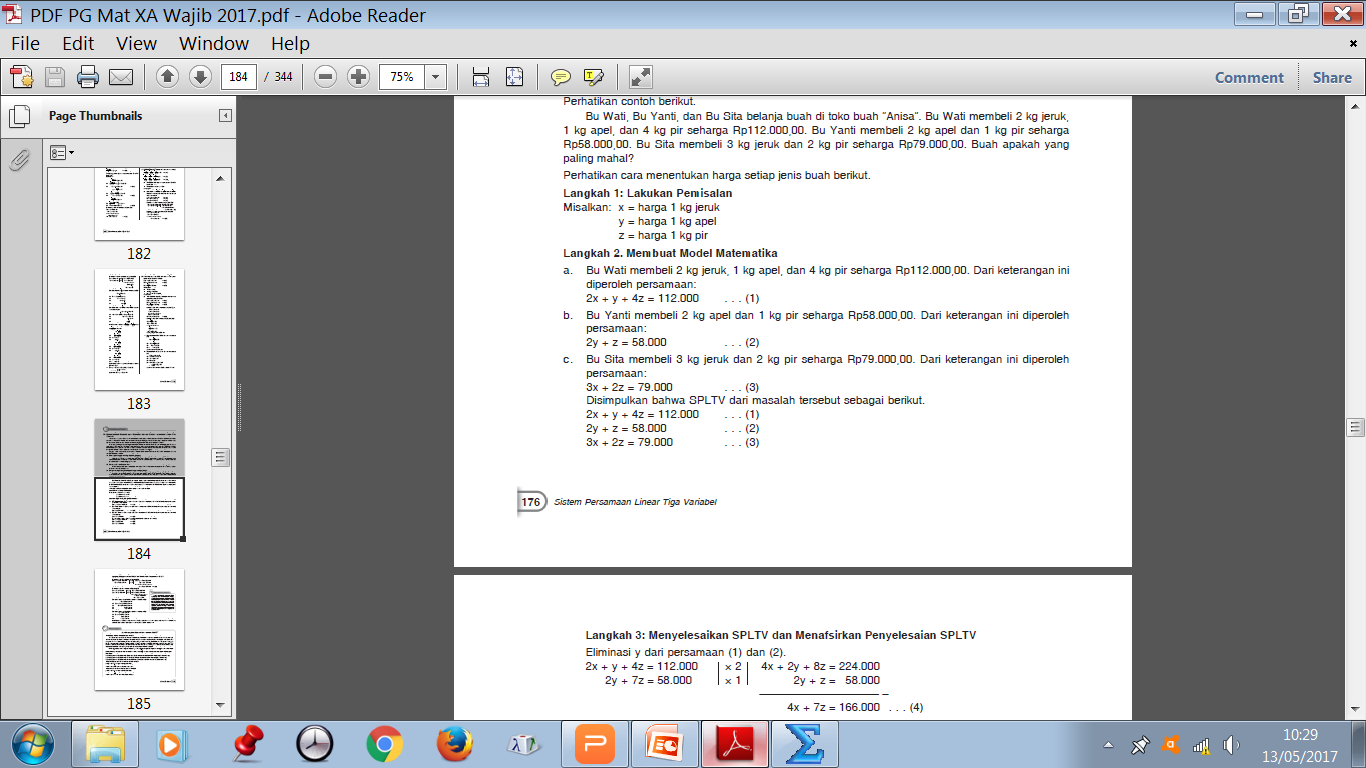 PDF PG Mat XA Wajib 2017.pdf - Adobe Reader
File Edit View Window Help
184 / 344 75% Comment Share
Page Thumbnails
182
183
184
185
Perhatikan contoh berikut.
Bu Wati, Bu Yanti, dan Bu Sita belanja buah di toko buah "Anisa". Bu Wati membeli 2 kg jeruk,
1 kg apel, dan 4 kg pir seharga Rp112.000,00. Bu Yanti membeli 2 kg apel dan 1 kg pir seharga
Rp58.000,00. Bu Sita membeli 3 kg jeruk dan 2 kg pir seharga Rp79.000,00. Buah apakah yang
paling mahal?
Perhatikan cara menentukan harga setiap jenis buah berikut.
Langkah 1: Lakukan Pemisalan
Misalkan: x = harga 1 kg jeruk
y = harga 1 kg apel
z = harga 1 kg pir
Langkah 2. Membuat Model Matematika
a. Bu Wati membeli 2 kg jeruk, 1 kg apel, dan 4 kg pir seharga Rp112.000,00. Dari keterangan ini
diperoleh persamaan:
2x + y + 4z = 112.000 . . . (1)
b. Bu Yanti membeli 2 kg apel dan 1 kg pir seharga Rp58.000,00. Dari keterangan ini diperoleh
persamaan:
2y + z = 58.000 . . . (2)
c. Bu Sita membeli 3 kg jeruk dan 2 kg pir seharga Rp79.000,00. Dari keterangan ini diperoleh
persamaan:
3x + 2z = 79.000 . . . (3)
Disimpulkan bahwa SPLTV dari masalah tersebut sebagai berikut.
2x + y + 4z = 112.000 . . . (1)
2y + z = 58.000 . . . (2)
3x + 2z = 79.000 . . . (3)
176 Sistem Persamaan Linear Tiga Variabel
Langkah 3: Menyelesaikan SPLTV dan Menafsirkan Penyelesaian SPLTV
Eliminasi y dari persamaan (1) dan (2).
2x + y + 4z = 112.000 | × 2 | 4x + 2y + 8z = 224.000
2y + 7z = 58.000 | × 1 | 2y + z = 58.000
4x + 7z = 166.000 . . . (4)
10:29
13/05/2017